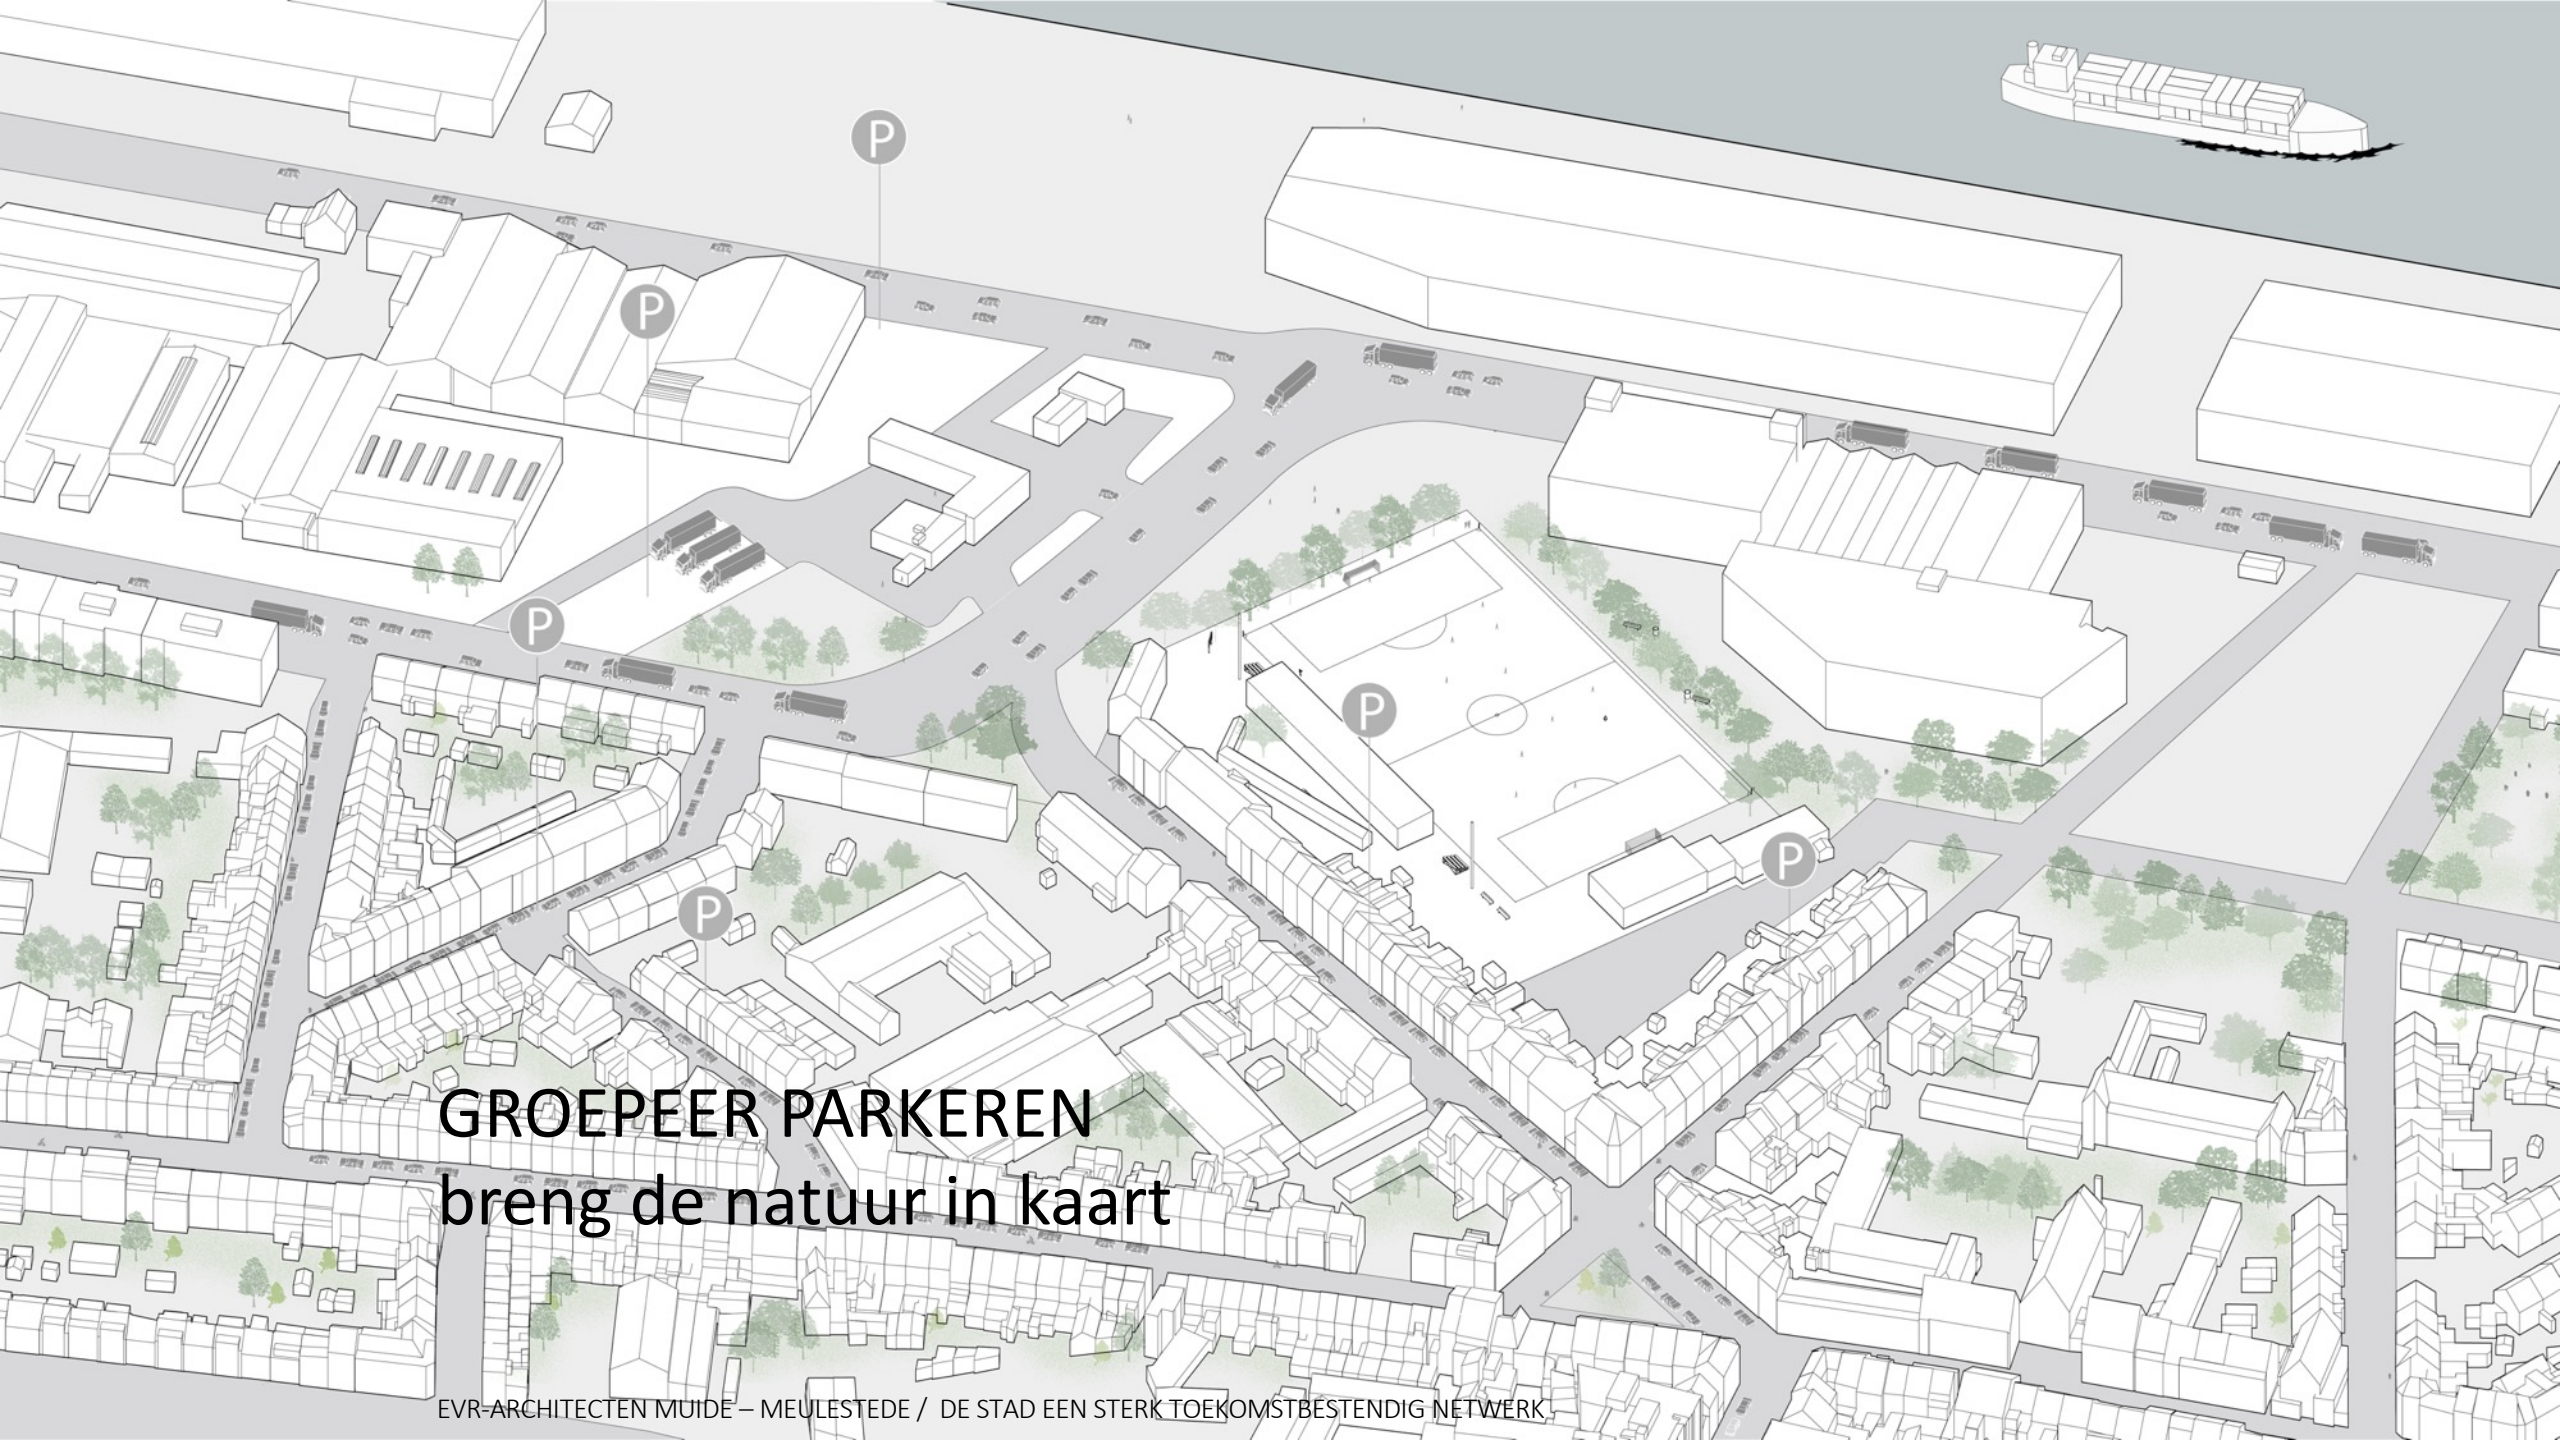 P
P
P
P
P
P
GROEPEER PARKEREN
breng de natuur in kaart
EVR-ARCHITECTEN MUIDE – MEULESTEDE / DE STAD EEN STERK TOEKOMSTBESTENDIG NETWERK